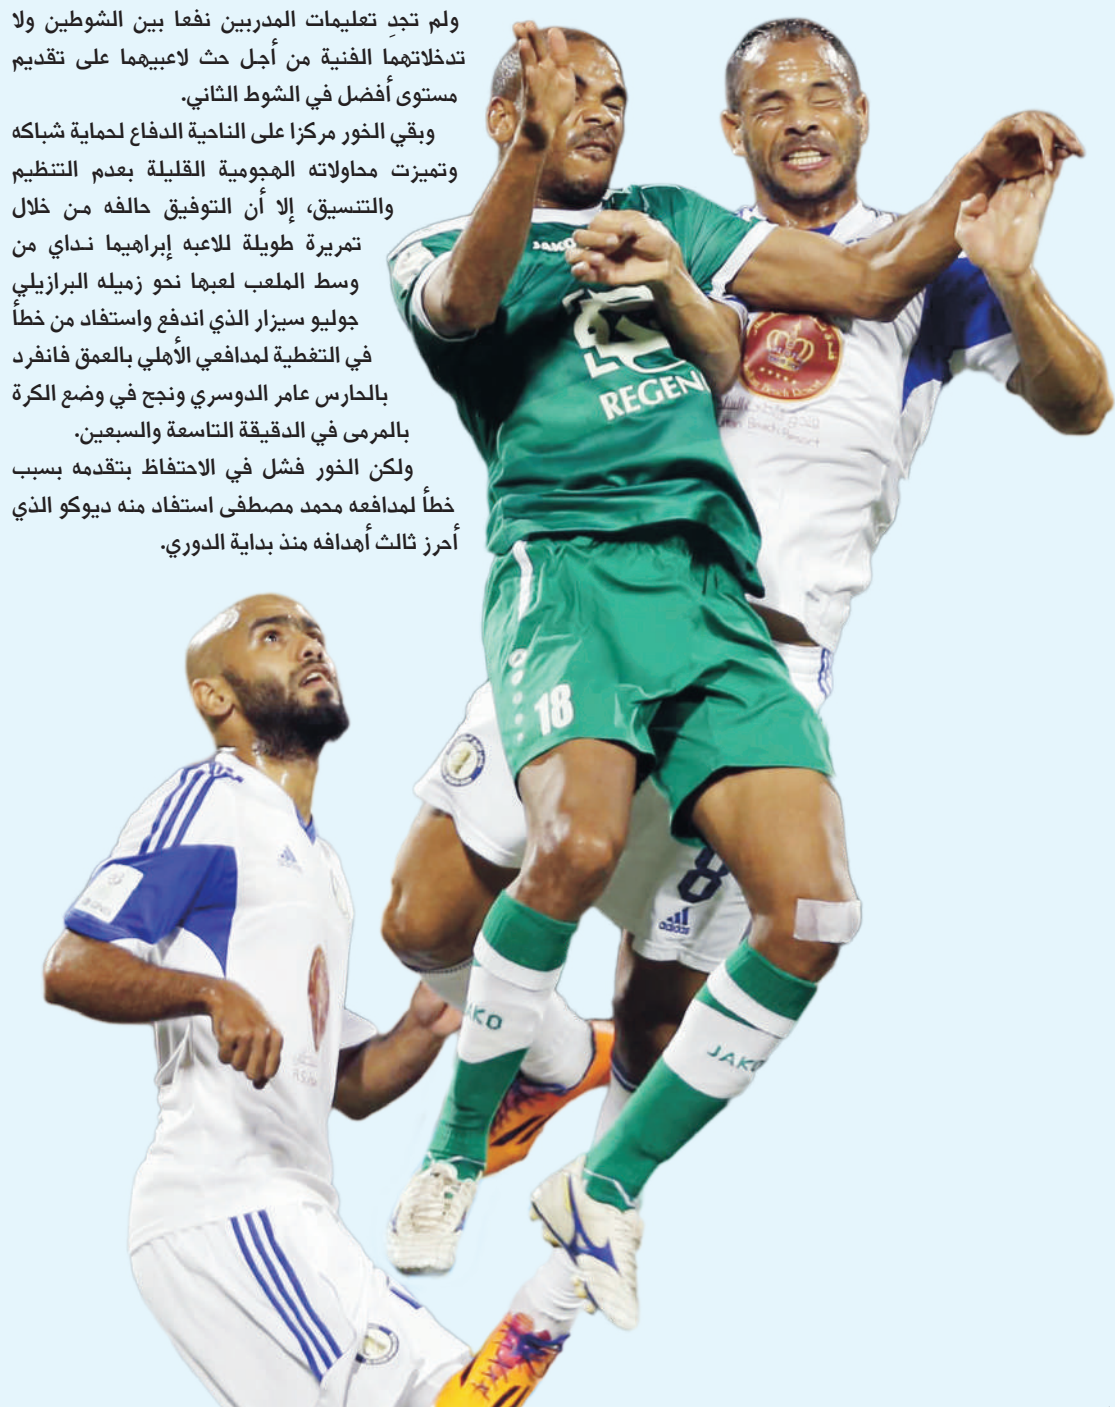 ولم تجدِ تعليمات المدربين نفعا بين الشوطين ولا
تدخلاتهما الفنية من أجل حث لاعبيهما على تقديم
مستوى أفضل في الشوط الثاني.
وبقي الخور مركزا على الناحية الدفاع لحماية شباكه
وتميزت محاولاته الهجومية القليلة بعدم التنظيم
والتنسيق، إلا أن التوفيق حالفه من خلال
تمريرة طويلة للاعبه إبراهيما نداي من
وسط الملعب لعبها نحو زميله البرازيلي
جوليو سيزار الذي اندفع واستفاد من خطأ
في التغطية لمدافعي الأهلي بالعمق فانفرد
بالحارس عامر الدوسري ونجح في وضع الكرة
بالمرمى في الدقيقة التاسعة والسبعين.
ولكن الخور فشل في الاحتفاظ بتقدمه بسبب
خطأ لمدافعه محمد مصطفى استفاد منه ديوكو الذي
أحرز ثالث أهدافه منذ بداية الدوري.
JAKO
REGEN
Beach Resort
18
8
adidas
AKO
JAKO